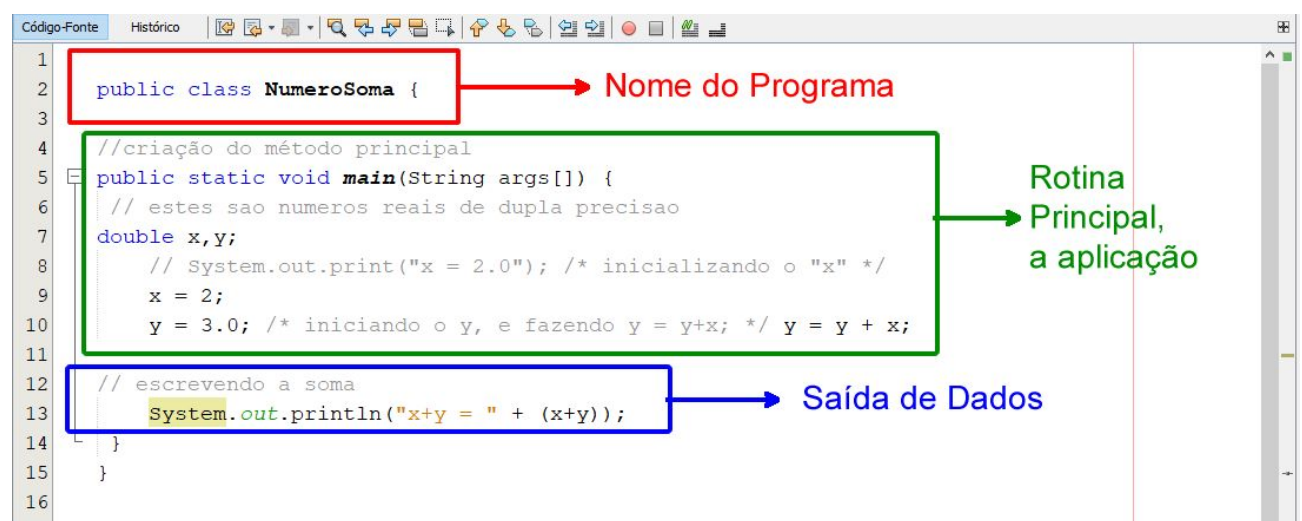 Código-Fonte Histórico
1
2 public class NumeroSoma { Nome do Programa
3
4 //criação do método principal
5 public static void main(String args[]) { Rotina
6 // estes sao numeros reais de dupla precisao Principal,
7 double x,y;
8 // System.out.print("x = 2.0"); /* inicializando o "x" */ a aplicação
9 x = 2;
10 y = 3.0; /* iniciando o y, e fazendo y = y+x; */ y = y + x;
11
12 // escrevendo a soma Saída de Dados
13 System.out.println("x+y = " + (x+y));
14 }
15 }
16